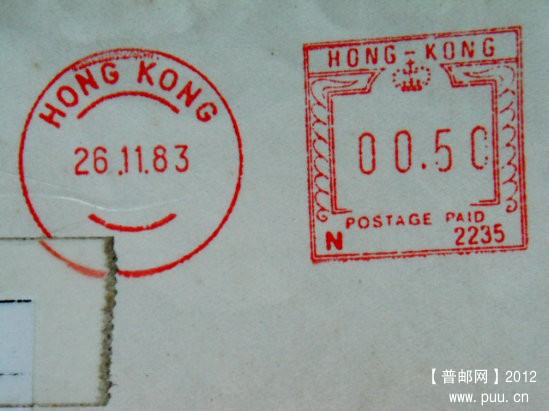 HONG KONG
26.11.83
HONG-KONG
00.50
POSTAGE PAID
N 2235
【普邮网】2012
www.puu.cn